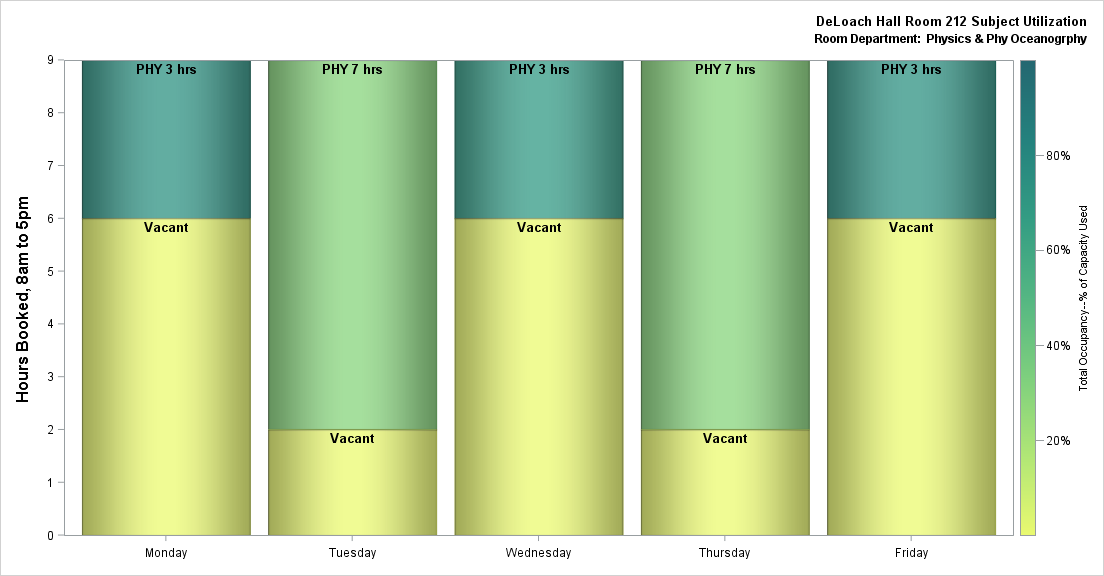 DeLoach Hall Room 212 Subject Utilization
Room Department: Physics & Phy Oceanogrphy
Hours Booked, 8am to 5pm
9
8
7
6
5
4
3
2
1
0
PHY 3 hrs
PHY 7 hrs
PHY 3 hrs
PHY 7 hrs
PHY 3 hrs
Vacant
Vacant
Vacant
Vacant
Vacant
Monday
Tuesday
Wednesday
Thursday
Friday
80%
60%
40%
20%
Total Occupancy--% of Capacity Used